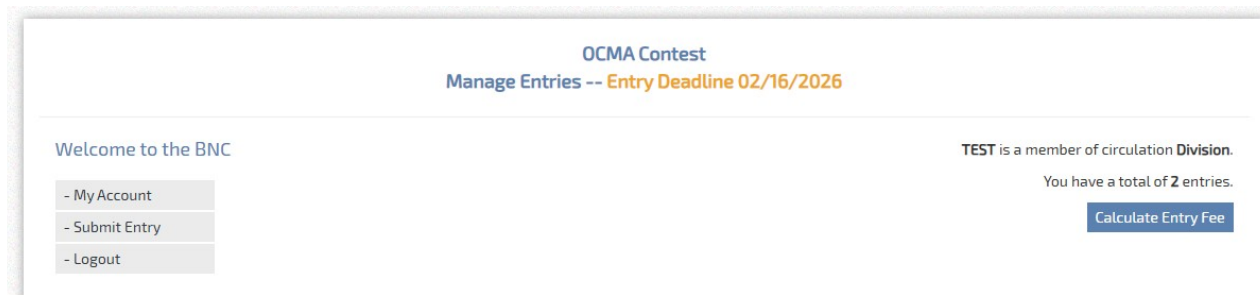 OCMA Contest
Manage Entries -- Entry Deadline 02/16/2026
Welcome to the BNC
- My Account
- Submit Entry
- Logout
TEST is a member of circulation Division.
You have a total of 2 entries.
Calculate Entry Fee